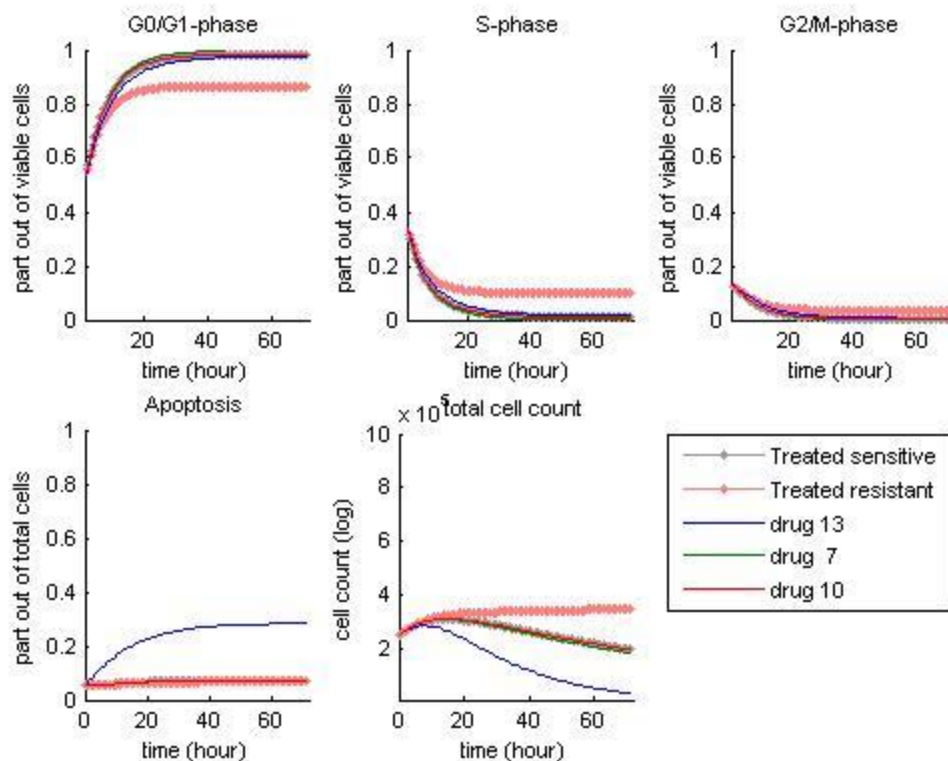 G0/G1-phase
S-phase
G2/M-phase
part out of viable cells
1
0.8
0.6
0.4
0.2
0
20
40
60
time (hour)
part out of viable cells
1
0.8
0.6
0.4
0.2
0
20
40
60
time (hour)
part out of viable cells
1
0.8
0.6
0.4
0.2
0
20
40
60
time (hour)
Apoptosis
part out of total cells
1
0.8
0.6
0.4
0.2
0
0
20
40
60
time (hour)
× 10⁵ total cell count
cell count (log)
10
8
6
4
2
0
20
40
60
time (hour)
Treated sensitive
Treated resistant
drug 13
drug 7
drug 10